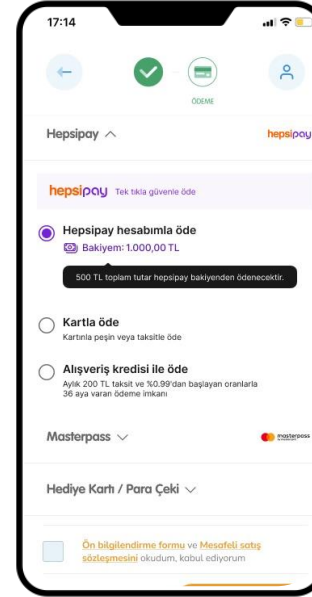 17:14
ÖDEME
Hepsipay
hepsipay
hepsipay Tek tıkla güvenle öde
Hepsipay hesabımla öde
Bakiyem: 1.000,00 TL
500 TL toplam tutar hepsipay bakiyenden ödenecektir.
Kartla öde
Kartınla peşin veya taksitle öde
Alışveriş kredisi ile öde
Aylık 200 TL taksit ve %0.99'dan başlayan oranlarla
36 aya varan ödeme imkanı
Masterpass
masterpass
Hediye Kartı / Para Çeki
Ön bilgilendirme formu ve Mesafeli satış
sözleşmesini okudum, kabul ediyorum